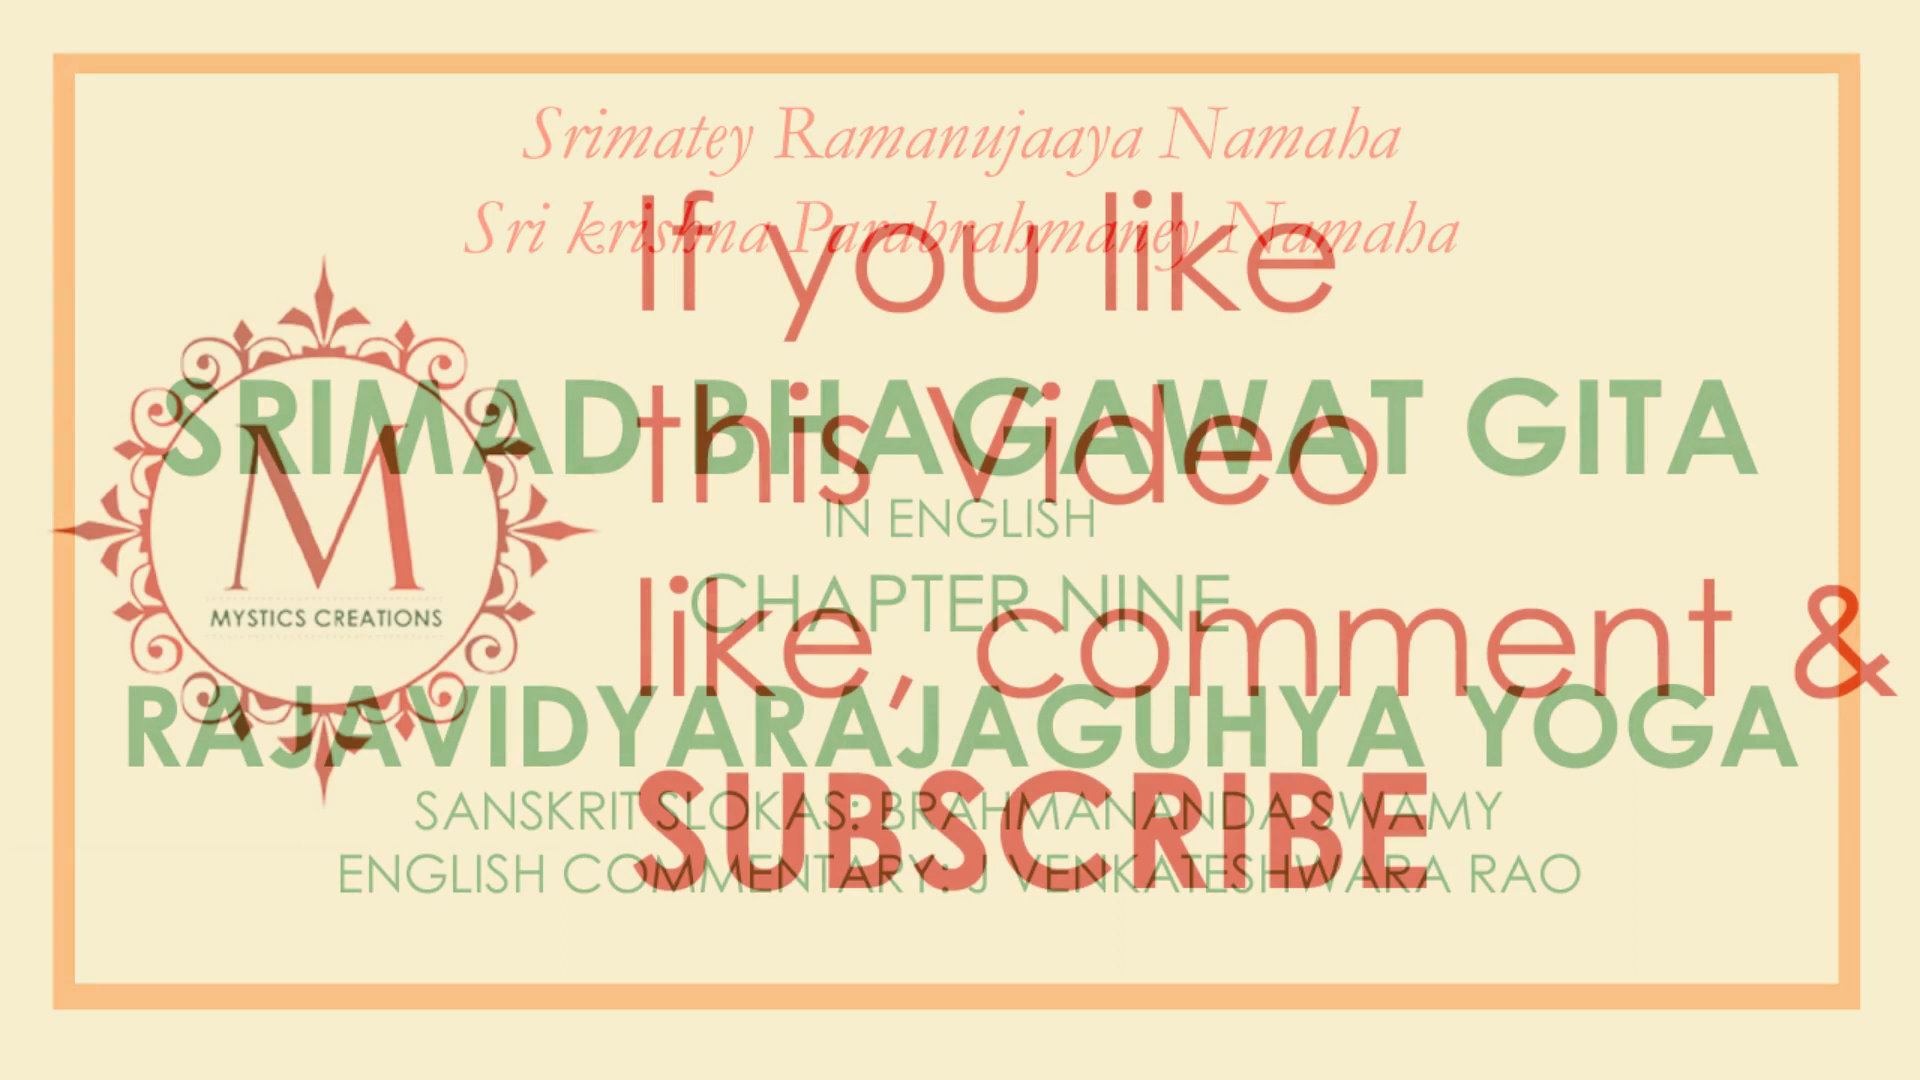 Srimatey Ramanujaaya Namaha
Sri krishna Parabrahmaney Namaha
SRIMAD BHAGAWAT GITA
IN ENGLISH
CHAPTER NINE
RAJAVIDYARAJAGUHYA YOGA
SANSKRIT SLOKAS: BRAHMANANDA SWAMY
ENGLISH COMMENTARY: J VENKATESHWARA RAO
M
MYSTICS CREATIONS
If you like
this Video
like, comment &
SUBSCRIBE